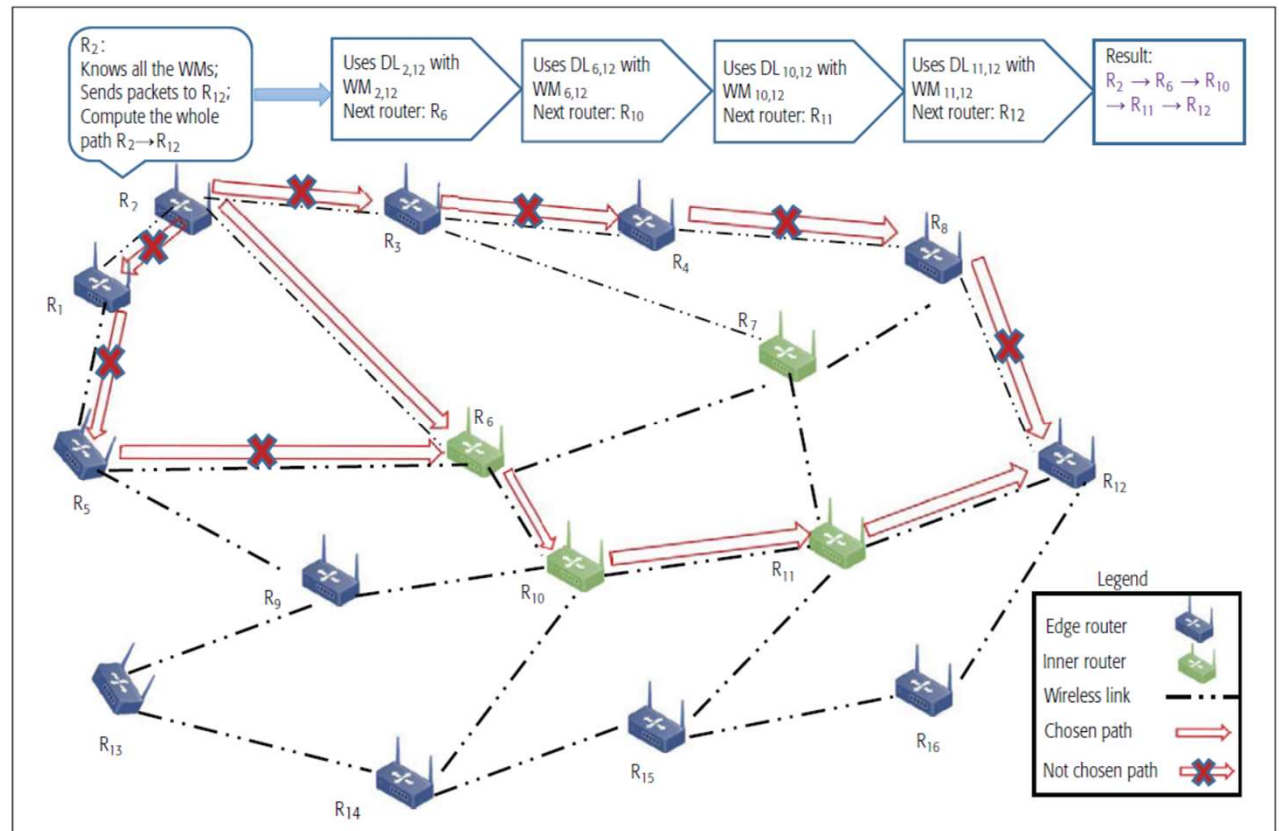 R2:
Knows all the WMs;
Sends packets to R12;
Compute the whole
path R2→R12
Uses DL2,12 with
WM2,12
Next router: R6
Uses DL6,12 with
WM6,12
Next router: R10
Uses DL10,12 with
WM10,12
Next router: R11
Uses DL11,12 with
WM11,12
Next router: R12
Result:
R2 → R6 → R10
→ R11 → R12
R2
R3
R4
R8
R1
R7
R6
R5
R12
R9
R10
R11
R13
R14
R15
R16
Legend
Edge router
Inner router
Wireless link
Chosen path
Not chosen path